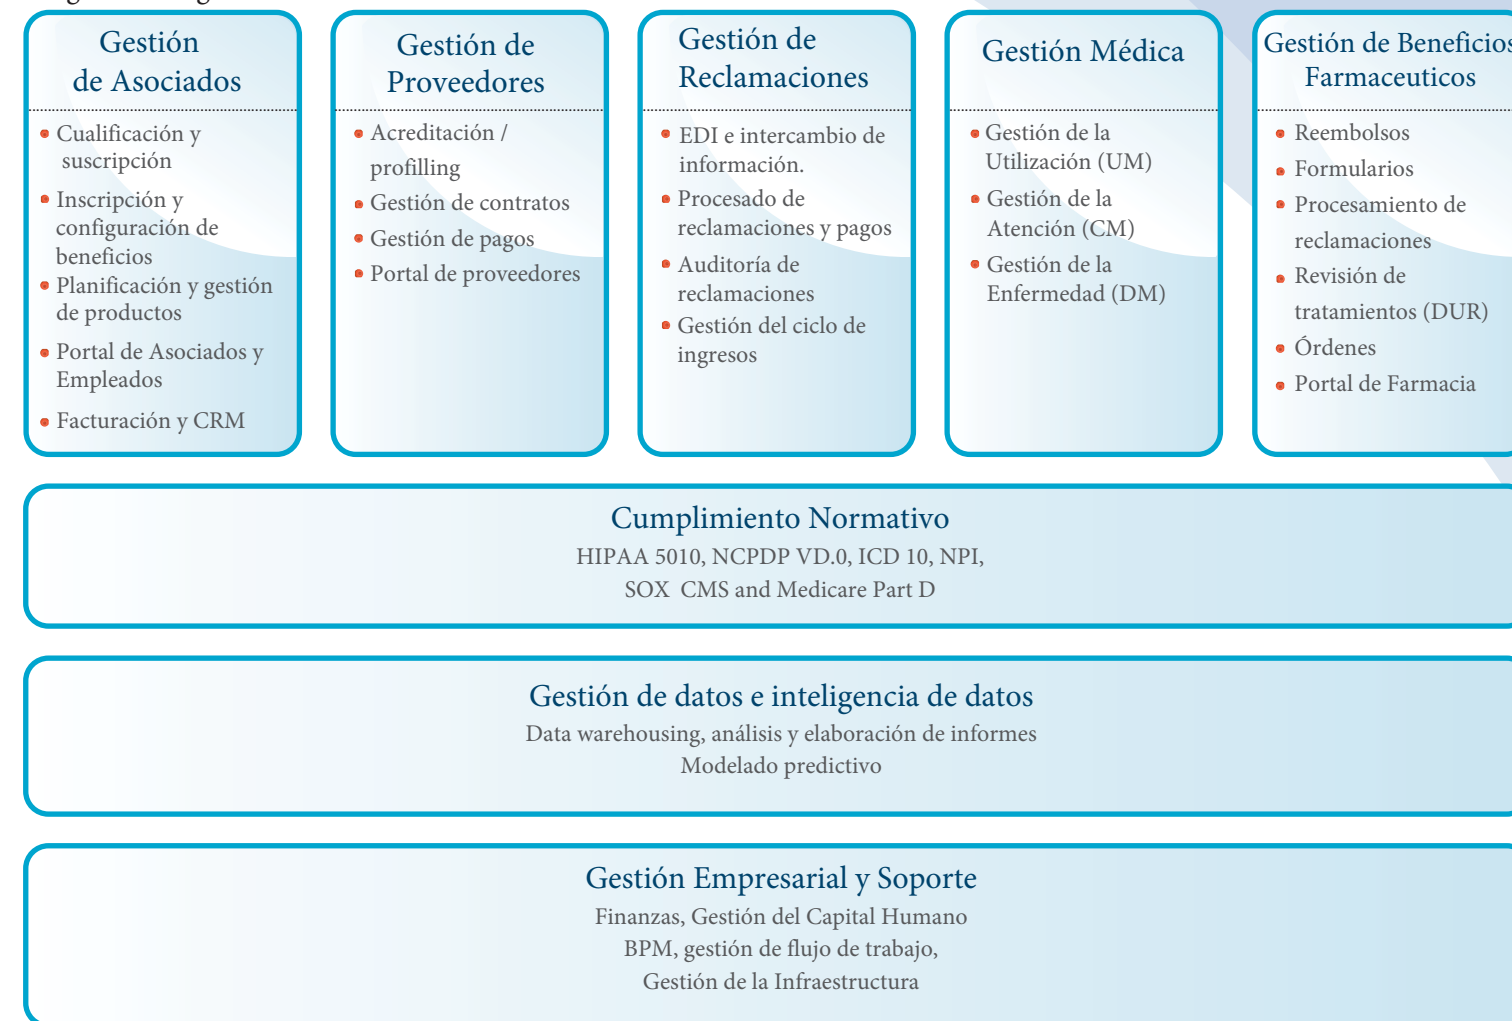 Gestión
de Asociados
Cualificación y
suscripción
Inscripción y
configuración de
beneficios
Planificación y gestión
de productos
Portal de Asociados y
Empleados
Facturación y CRM
Gestión de
Proveedores
Acreditación /
profilling
Gestión de contratos
Gestión de pagos
Portal de proveedores
Gestión de
Reclamaciones
EDI e intercambio de
información.
Procesado de
reclamaciones y pagos
Auditoría de
reclamaciones
Gestión del ciclo de
ingresos
Gestión Médica
Gestión de la
Utilización (UM)
Gestión de la
Atención (CM)
Gestión de la
Enfermedad (DM)
Gestión de Beneficios
Farmaceuticos
Reembolsos
Formularios
Procesamiento de
reclamaciones
Revisión de
tratamientos (DUR)
Órdenes
Portal de Farmacia
Cumplimiento Normativo
HIPAA 5010, NCPDP VD.0, ICD 10, NPI,
SOX  CMS and Medicare Part D
Gestión de datos e inteligencia de datos
Data warehousing, análisis y elaboración de informes
Modelado predictivo
Gestión Empresarial y Soporte
Finanzas, Gestión del Capital Humano
BPM, gestión de flujo de trabajo,
Gestión de la Infraestructura